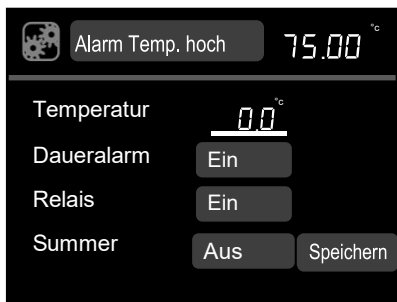 Alarm Temp. hoch 75.00 °c
Temperatur 0.0 °c
Daueralarm Ein
Relais Ein
Summer Aus Speichern